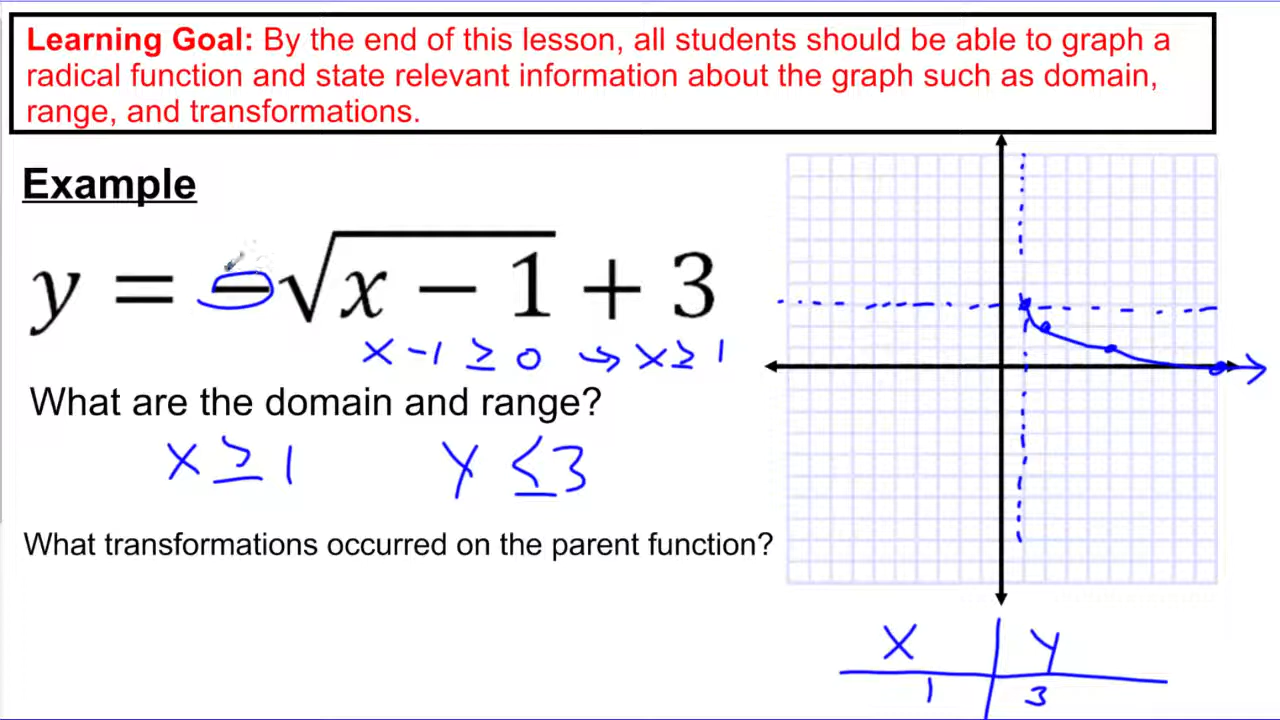 Learning Goal: By the end of this lesson, all students should be able to graph a
radical function and state relevant information about the graph such as domain,
range, and transformations.
Example
y = -√(x - 1) + 3
x -1 ≥ 0 → x ≥ 1
What are the domain and range?
x ≥ 1 y ≤ 3
What transformations occurred on the parent function?
X Y
1 3